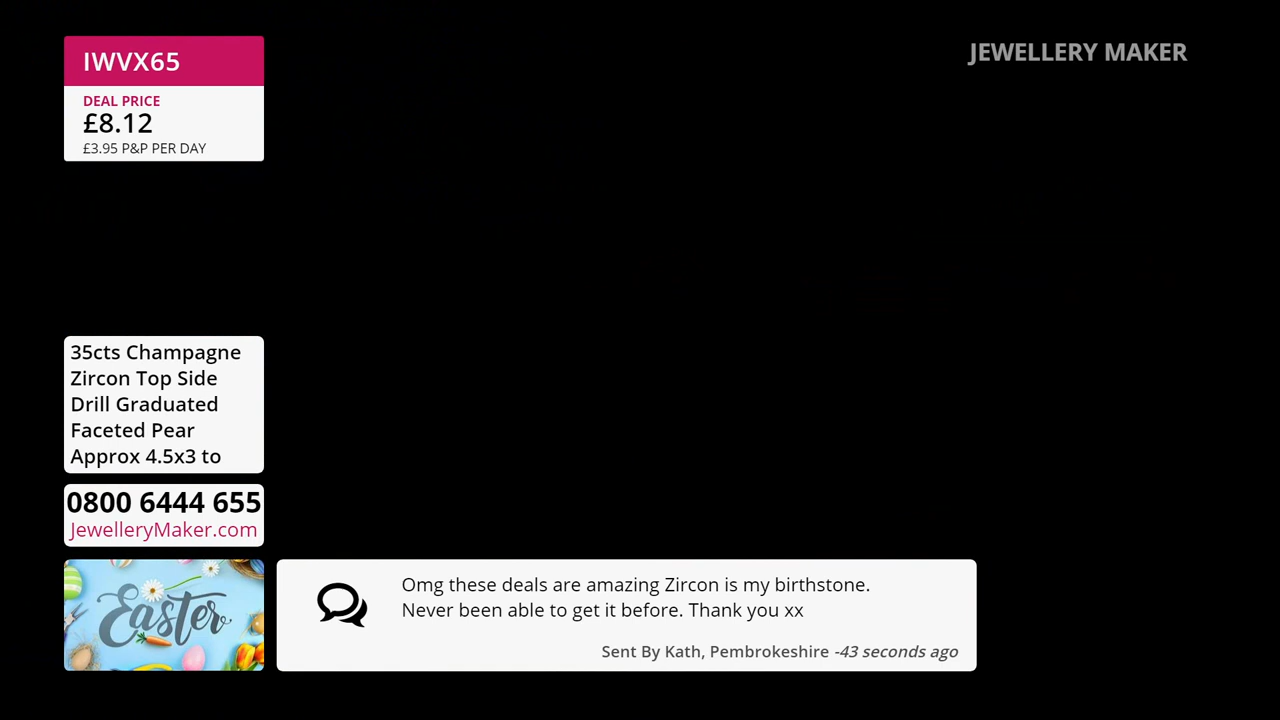 IWVX65
JEWELLERY MAKER
DEAL PRICE
£8.12
£3.95 P&P PER DAY
35cts Champagne
Zircon Top Side
Drill Graduated
Faceted Pear
Approx 4.5x3 to
0800 6444 655
JewelleryMaker.com
Easter
Omg these deals are amazing Zircon is my birthstone.
Never been able to get it before. Thank you xx
Sent By Kath, Pembrokeshire -43 seconds ago